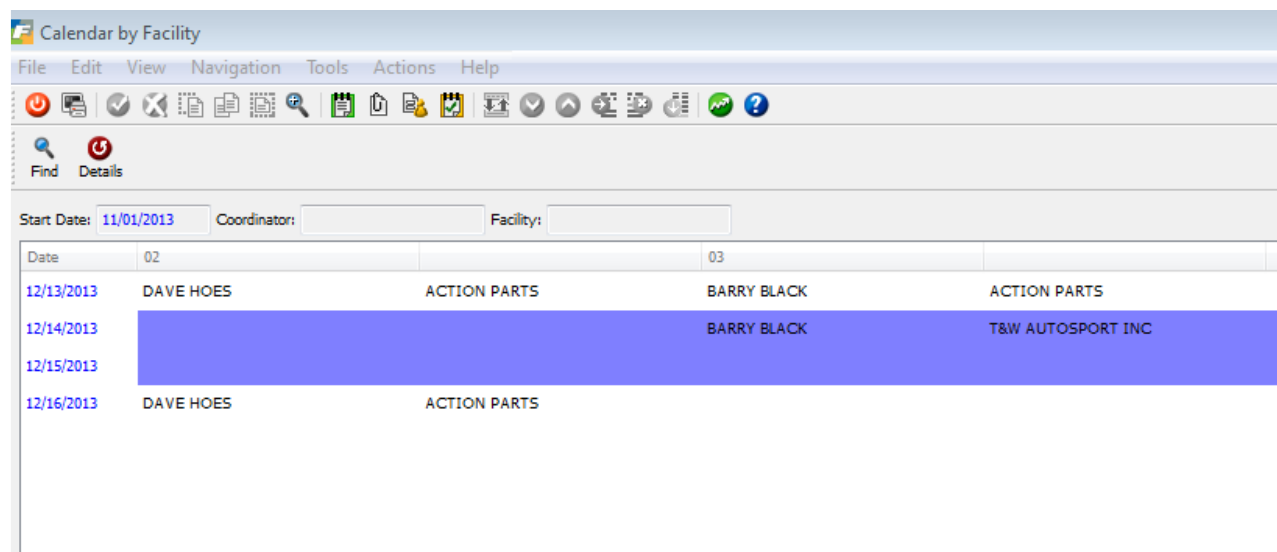 Calendar by Facility
File Edit View Navigation Tools Actions Help
Find Details
Start Date: 11/01/2013 Coordinator: Facility:
Date 02 03
12/13/2013 DAVE HOES ACTION PARTS BARRY BLACK ACTION PARTS
12/14/2013 BARRY BLACK T&W AUTOSPORT INC
12/15/2013
12/16/2013 DAVE HOES ACTION PARTS